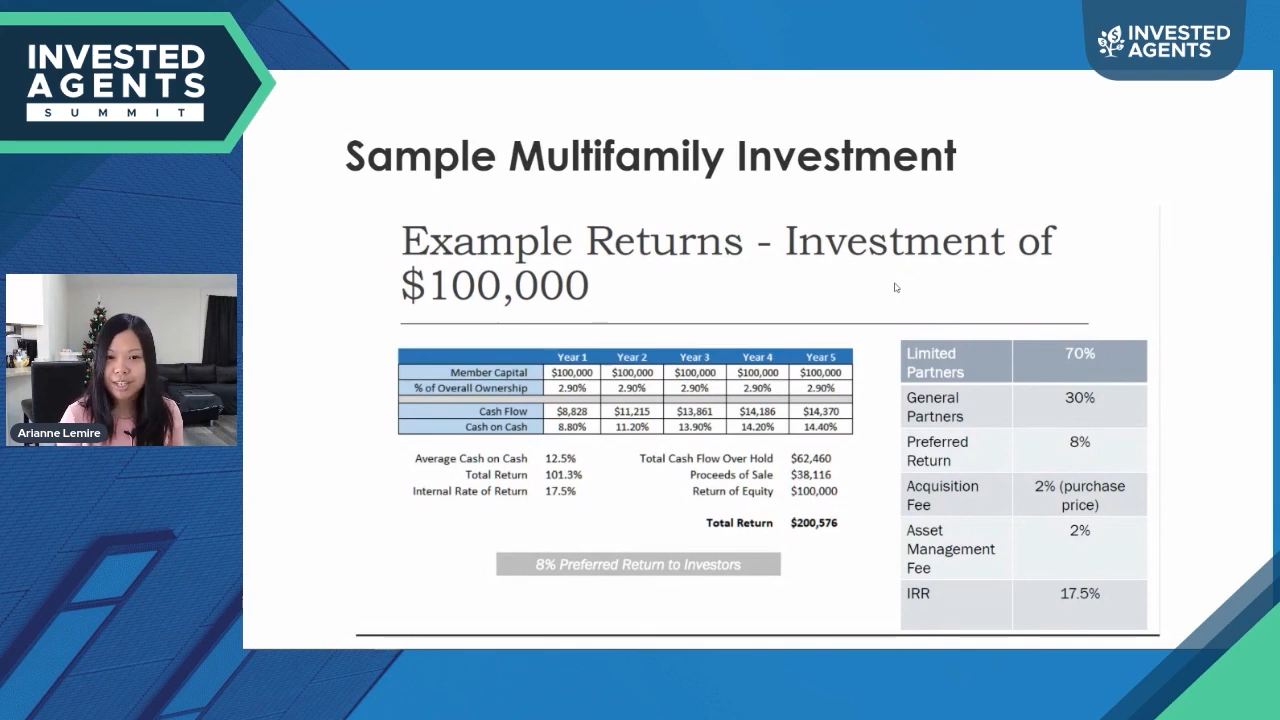 INVESTED
AGENTS
SUMMIT
INVESTED
AGENTS
Sample Multifamily Investment
Example Returns - Investment of
$100,000
Year 1 Year 2 Year 3 Year 4 Year 5
Member Capital $100,000 $100,000 $100,000 $100,000 $100,000
% of Overall Ownership 2.90% 2.90% 2.90% 2.90% 2.90%
Cash Flow $8,828 $11,215 $13,861 $14,186 $14,370
Cash on Cash 8.80% 11.20% 13.90% 14.20% 14.40%
Average Cash on Cash 12.5% Total Cash Flow Over Hold $62,460
Total Return 101.3% Proceeds of Sale $38,116
Internal Rate of Return 17.5% Return of Equity $100,000
Total Return $200,576
8% Preferred Return to Investors
Limited
Partners 70%
General
Partners 30%
Preferred
Return 8%
Acquisition
Fee 2% (purchase
price)
Asset
Management
Fee 2%
IRR 17.5%
Arianne Lemire